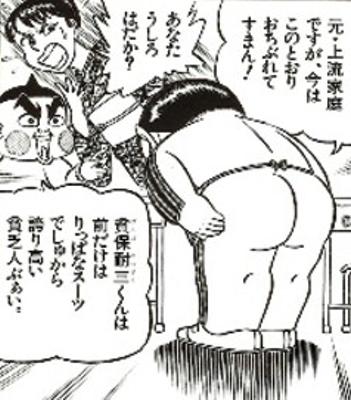 元・上流家庭
ですが、今は
このとおり
おちぶれて
すまん!
あなた
うしろ
はだか?
貧保耐三くんは
前だけは
りっぱなスーツ
でしゅから
誇り高い
貧乏人ぶぁい。